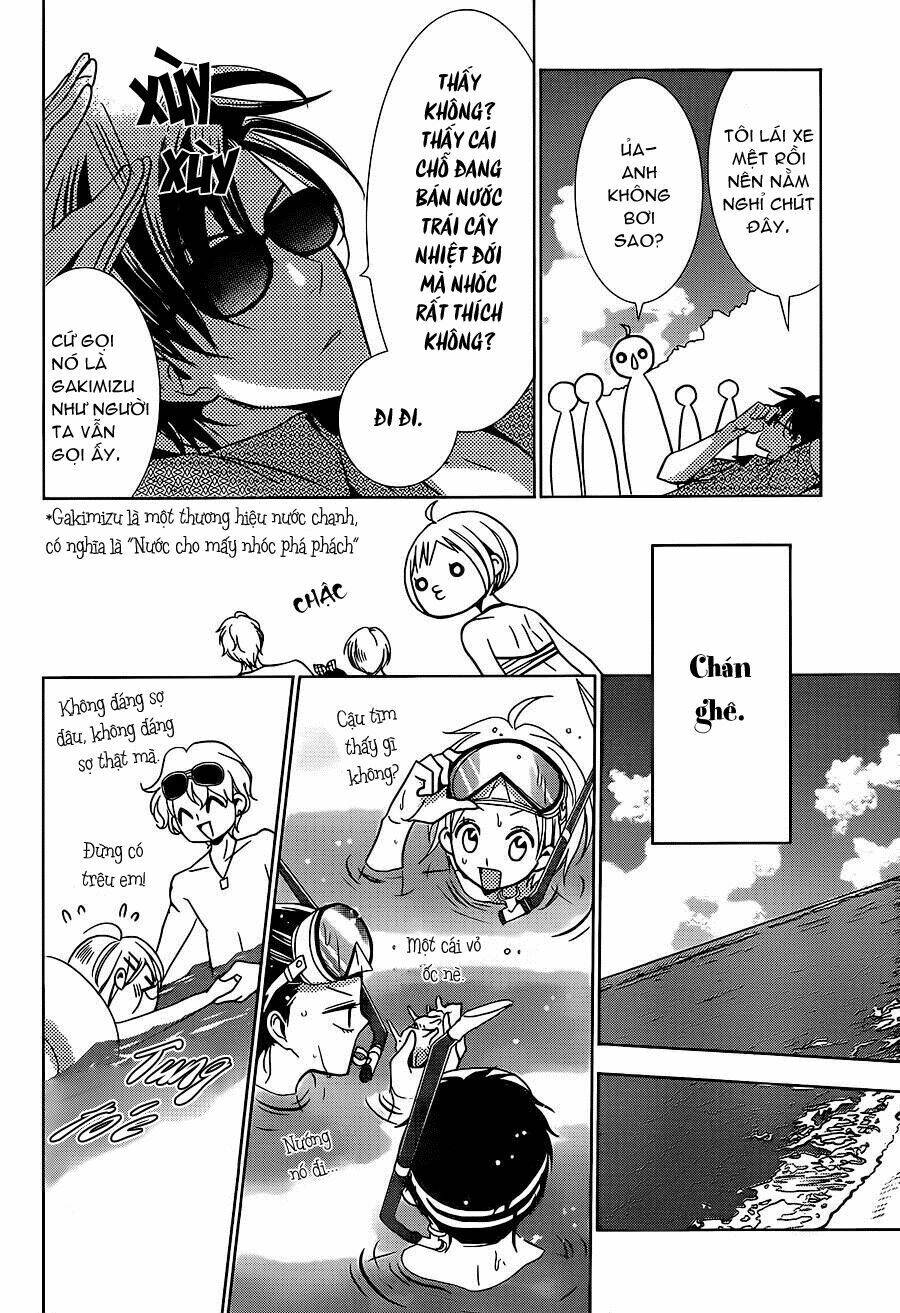 TÔI LÁI XE
MỆT RỒI
NÊN NẰM
NGHỈ CHÚT
ĐÂY.
ỦA-
ANH
KHÔNG
BƠI
SAO?
THẤY
KHÔNG?
THẤY CÁI
CHỖ ĐANG
BÁN NƯỚC
TRÁI CÂY
NHIỆT ĐỚI
MÀ NHÓC
RẤT THÍCH
KHÔNG?
ĐI ĐI.
XÙY
XÙY
CỨ GỌI
NÓ LÀ
GAKIMIZU
NHƯ NGƯỜI
TA VẪN
GỌI ẤY.
*Gakimizu là một thương hiệu nước chanh,
có nghĩa là "Nước cho mấy nhóc phá phách"
CHẬC
Chán
ghê.
Cậu tìm
thấy gì
không?
Một cái vỏ
ốc nè.
Nướng
nó đi...
Không đáng sợ
đâu, không đáng
sợ thật mà.
Đừng có
trêu em!
Tung
toé